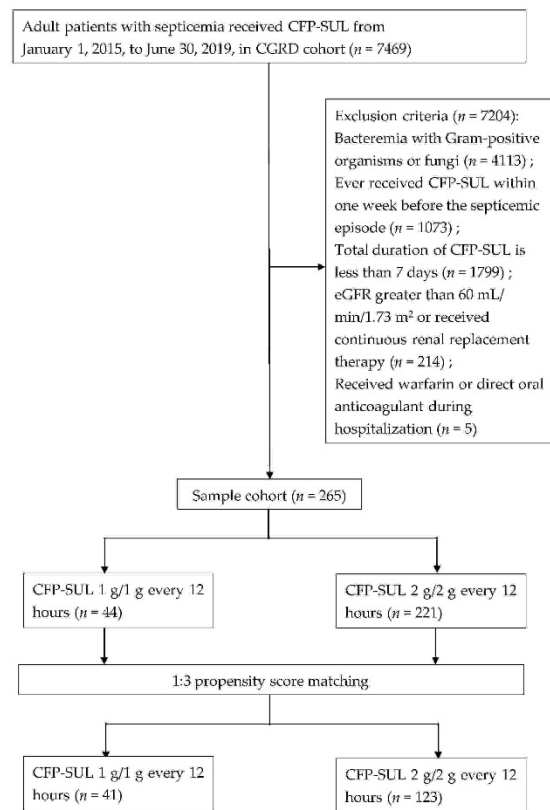 Adult patients with septicemia received CFP-SUL from
January 1, 2015, to June 30, 2019, in CGRD cohort (n = 7469)
Exclusion criteria (n = 7204):
Bacteremia with Gram-positive
organisms or fungi (n = 4113) ;
Ever received CFP-SUL within
one week before the septicemic
episode (n = 1073) ;
Total duration of CFP-SUL is
less than 7 days (n = 1799) ;
eGFR greater than 60 mL/
min/1.73 m² or received
continuous renal replacement
therapy (n = 214) ;
Received warfarin or direct oral
anticoagulant during
hospitalization (n = 5)
Sample cohort (n = 265)
CFP-SUL 1 g/1 g every 12
hours (n = 44)
CFP-SUL 2 g/2 g every 12
hours (n = 221)
1:3 propensity score matching
CFP-SUL 1 g/1 g every 12
hours (n = 41)
CFP-SUL 2 g/2 g every 12
hours (n = 123)